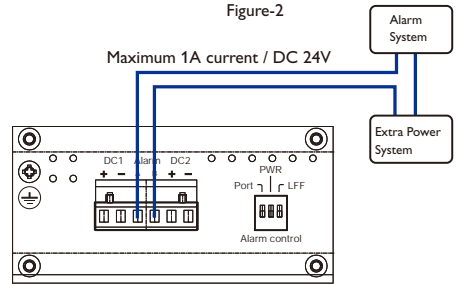 Figure-2
Alarm
System
Maximum 1A current / DC 24V
Extra Power
System
DC1 Alarm DC2
+ − + −
PWR
Port LFF
Alarm control